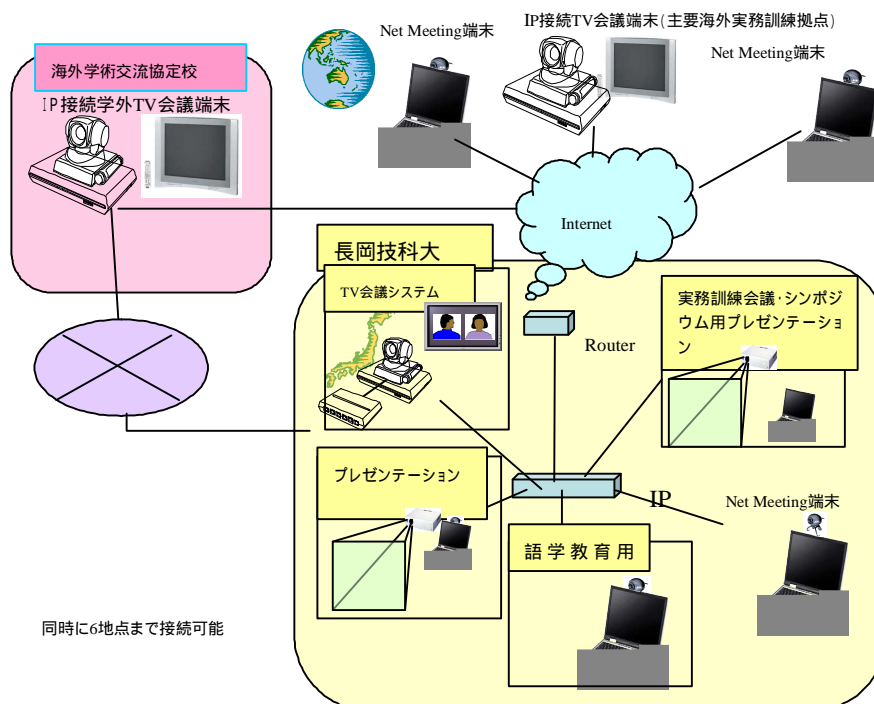 Net Meeting端末
IP接続TV会議端末(主要海外実務訓練拠点)
Net Meeting端末
海外学術交流協定校
IP接続学外TV会議端末
Internet
長岡技科大
TV会議システム
Router
実務訓練会議・シンポジ
ウム用プレゼンテーショ
ン
プレゼンテーション
IP
Net Meeting端末
語 学 教 育 用
同時に6地点まで接続可能